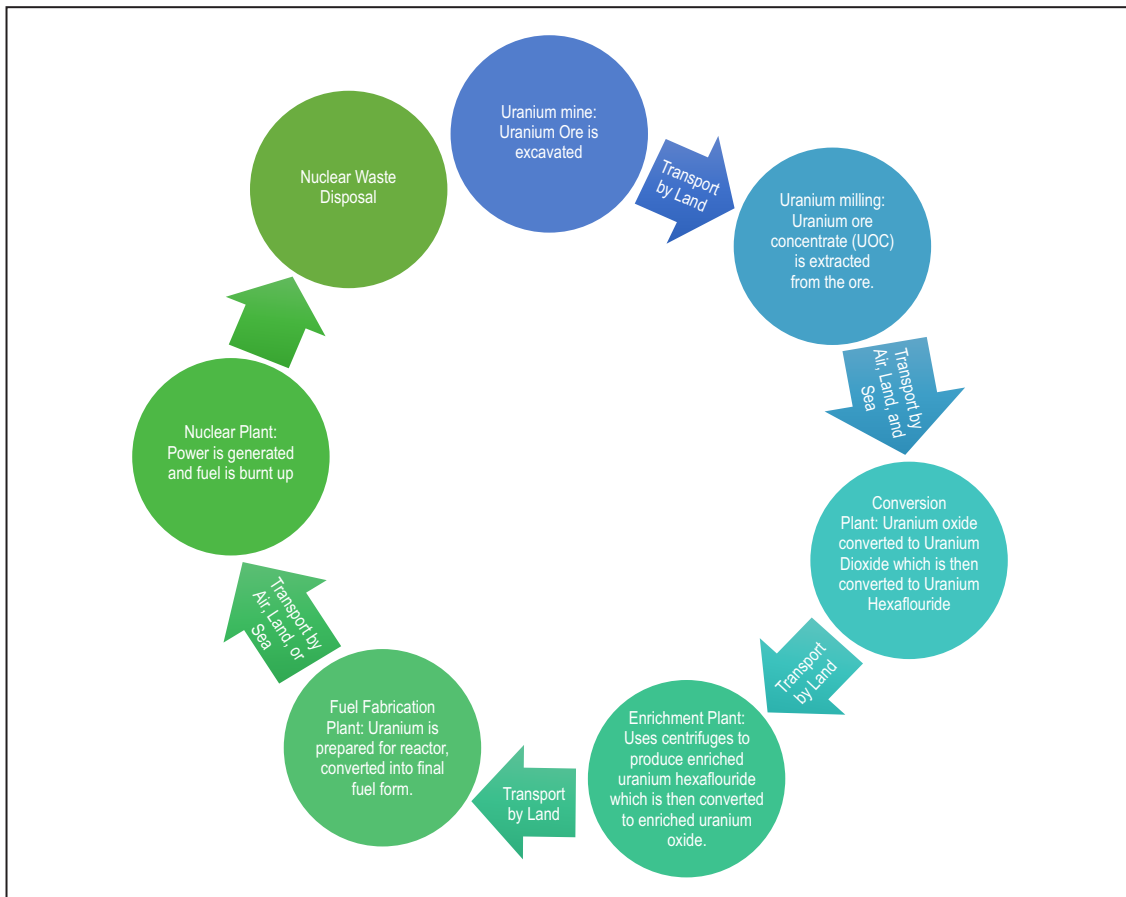 Uranium mine:
Uranium Ore is
excavated
Transport
by Land
Uranium milling:
Uranium ore
concentrate (UOC)
is extracted
from the ore.
Transport by
Air, Land, and
Sea
Conversion
Plant: Uranium oxide
converted to Uranium
Dioxide which is then
converted to Uranium
Hexaflouride
Transport
by Land
Enrichment Plant:
Uses centrifuges to
produce enriched
uranium hexaflouride
which is then converted
to enriched uranium
oxide.
Transport
by Land
Fuel Fabrication
Plant: Uranium is
prepared for reactor,
converted into final
fuel form.
Transport by
Air, Land, or
Sea
Nuclear Plant:
Power is generated
and fuel is burnt up
Nuclear Waste
Disposal